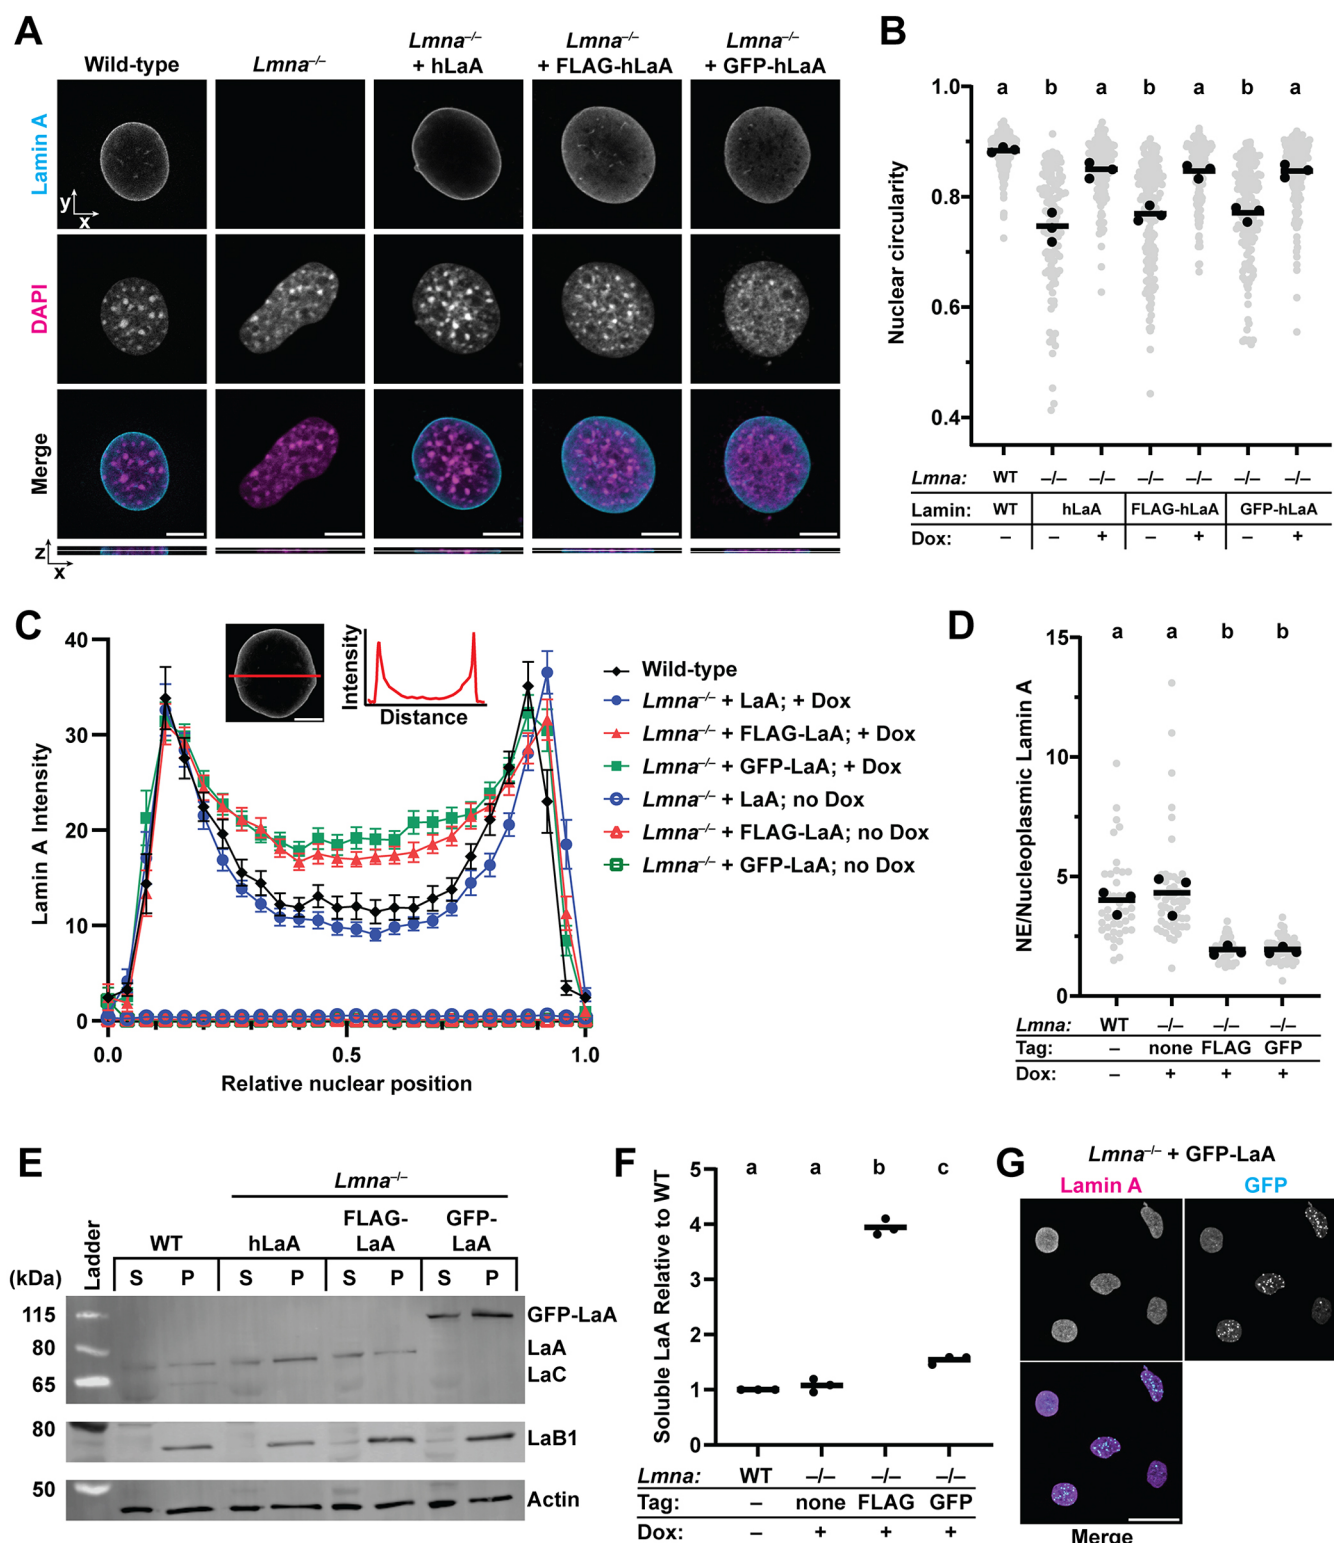 A
Wild-type
Lmna–/–
Lmna–/–
+ hLaA
Lmna–/–
+ FLAG-hLaA
Lmna–/–
+ GFP-hLaA
Lamin A
y
x
DAPI
Merge
z
x
B
Nuclear circularity
1.0
0.8
0.6
0.4
a b a b a b a
Lmna: WT –/– –/– –/– –/– –/– –/–
Lamin: WT hLaA FLAG-hLaA GFP-hLaA
Dox: – – + – + – +
C
Lamin A Intensity
40
30
20
10
0
0.0 0.5 1.0
Relative nuclear position
Intensity
Distance
Wild-type
Lmna–/– + LaA; + Dox
Lmna–/– + FLAG-LaA; + Dox
Lmna–/– + GFP-LaA; + Dox
Lmna–/– + LaA; no Dox
Lmna–/– + FLAG-LaA; no Dox
Lmna–/– + GFP-LaA; no Dox
D
NE/Nucleoplasmic Lamin A
15
10
5
0
a a b b
Lmna: WT –/– –/– –/–
Tag: – none FLAG GFP
Dox: – + + +
E
Lmna–/–
Ladder
WT
hLaA
FLAG-
LaA
GFP-
LaA
(kDa)
S P S P S P S P
115
80
65
GFP-LaA
LaA
LaC
80
LaB1
50
Actin
F
Soluble LaA Relative to WT
5
4
3
2
1
0
a a b c
Lmna: WT –/– –/– –/–
Tag: – none FLAG GFP
Dox: – + + +
G
Lmna–/– + GFP-LaA
Lamin A
GFP
Merge